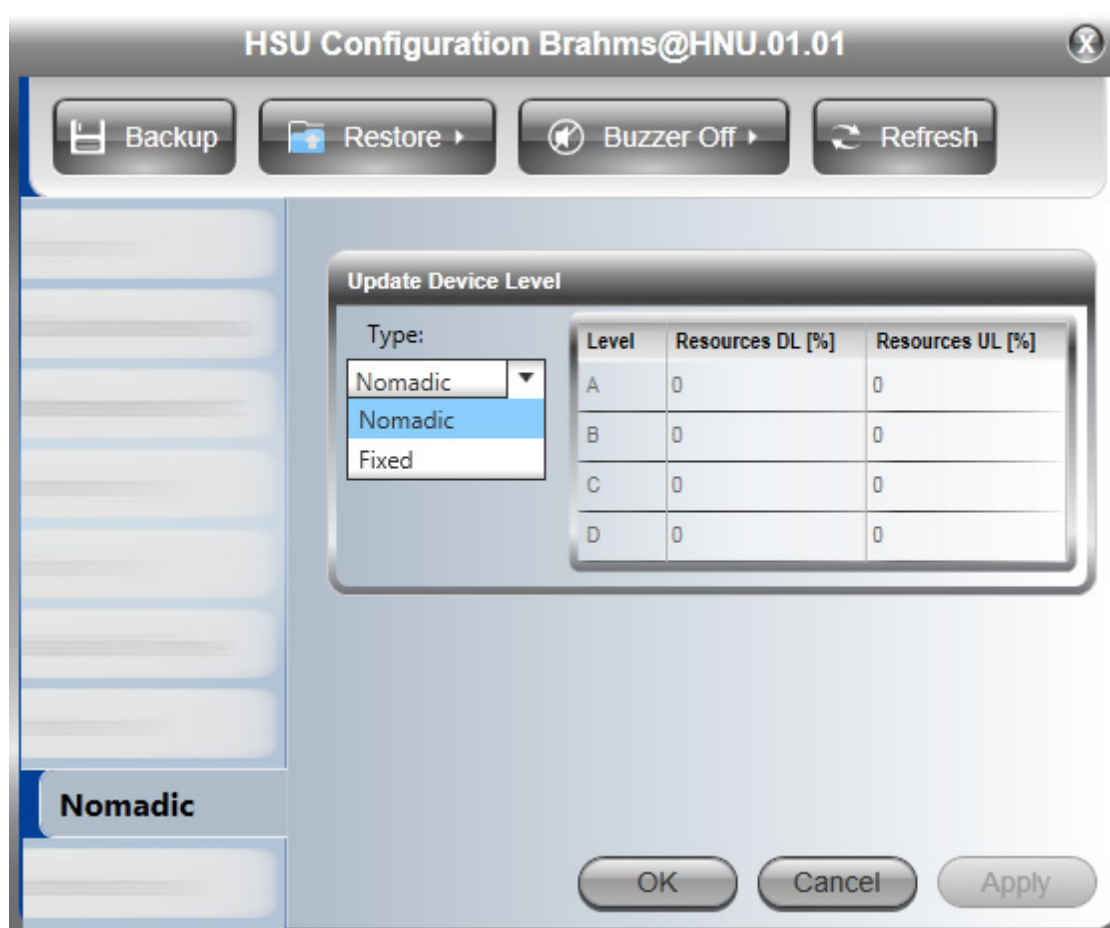 HSU Configuration Brahms@HNU.01.01
Backup Restore Buzzer Off Refresh
Update Device Level
Type:
Nomadic
Nomadic
Fixed
Level Resources DL [%] Resources UL [%]
A 0 0
B 0 0
C 0 0
D 0 0
Nomadic
OK Cancel Apply